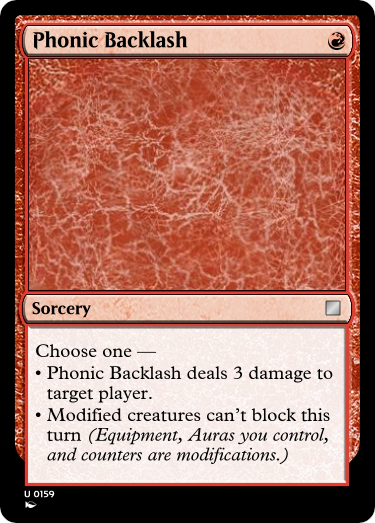 Phonic Backlash
Sorcery
Choose one —
• Phonic Backlash deals 3 damage to
target player.
• Modified creatures can't block this
turn (Equipment, Auras you control,
and counters are modifications.)
U 0159